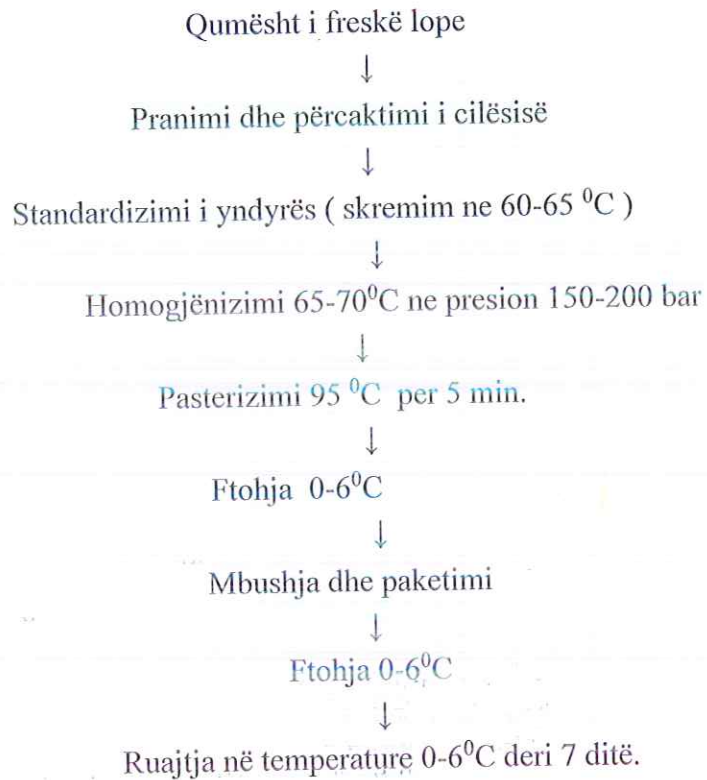 Qumësht i freskë lope
↓
Pranimi dhe përcaktimi i cilësisë
↓
Standardizimi i yndyrës ( skremim ne 60-65 ⁰C )
↓
Homogjënizimi 65-70⁰C ne presion 150-200 bar
↓
Pasterizimi 95 ⁰C per 5 min.
↓
Ftohja 0-6⁰C
↓
Mbushja dhe paketimi
↓
Ftohja 0-6⁰C
↓
Ruajtja në temperature 0-6⁰C deri 7 ditë.